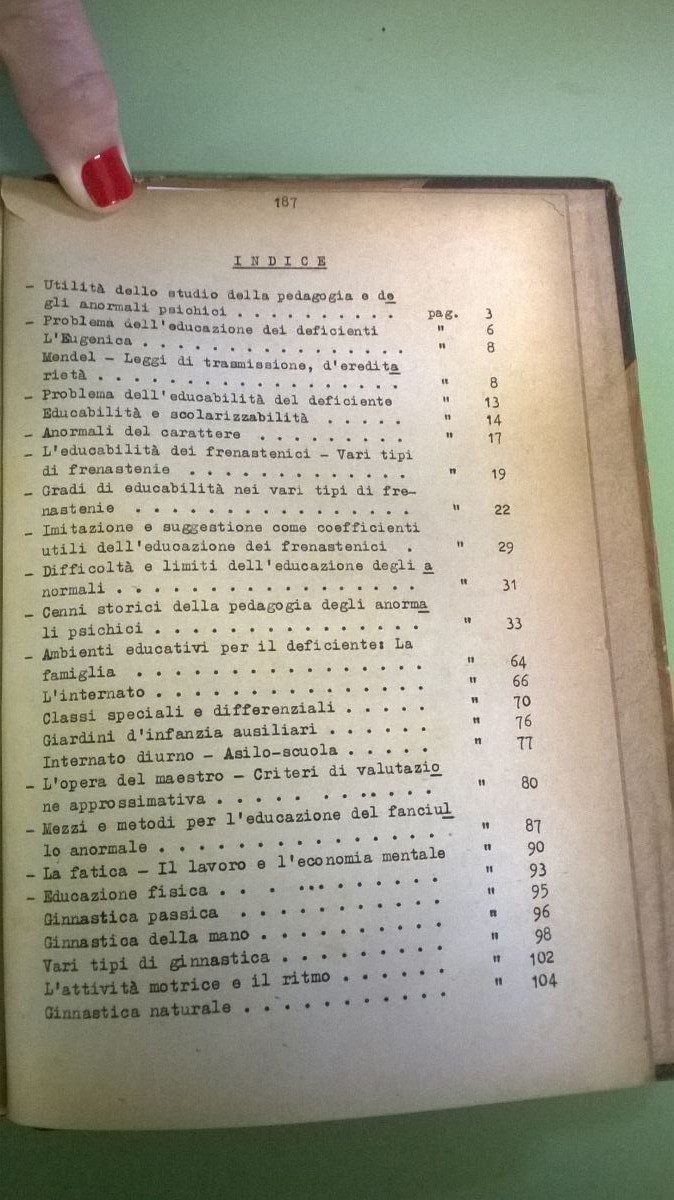 187
I N D I C E
- Utilità dello studio della pedagogia e de
gli anormali psichici . . . . . . . . . pag. 3
- Problema dell'educazione dei deficienti " 6
L'Eugenica . . . . . . . . . . . . . . . " 8
Mendel - Leggi di trasmissione, d'eredita
rietà . . . . . . . . . . . . . . . . . " 8
- Problema dell'educabilità del deficiente " 13
Educabilità e scolarizzabilità . . . . . " 14
- Anormali del carattere . . . . . . . . . " 17
- L'educabilità dei frenastenici - Vari tipi
di frenastenie . . . . . . . . . . . . " 19
- Gradi di educabilità nei vari tipi di fre-
nastenie . . . . . . . . . . . . . . . " 22
- Imitazione e suggestione come coefficienti
utili dell'educazione dei frenastenici . " 29
- Difficoltà e limiti dell'educazione degli a
normali . . . . . . . . . . . . . . . . " 31
- Cenni storici della pedagogia degli anorma
li psichici . . . . . . . . . . . . . . " 33
- Ambienti educativi per il deficiente: La
famiglia . . . . . . . . . . . . . . . " 64
L'internato . . . . . . . . . . . . . . " 66
Classi speciali e differenziali . . . . . " 70
Giardini d'infanzia ausiliari . . . . . . " 76
Internato diurno - Asilo-scuola . . . . . " 77
- L'opera del maestro - Criteri di valutazio
ne approssimativa . . . . . . . .. . . " 80
- Mezzi e metodi per l'educazione del fanciul
lo anormale . . . . . . . . . . . . . . " 87
- La fatica - Il lavoro e l'economia mentale " 90
- Educazione fisica . . . ... . . . . . . " 93
Ginnastica passica . . . . . . . . . . " 95
Ginnastica della mano . . . . . . . . . " 96
Vari tipi di ginnastica . . . . . . . . " 98
L'attività motrice e il ritmo . . . . . . " 102
Ginnastica naturale . . . . . . . . . . " 104